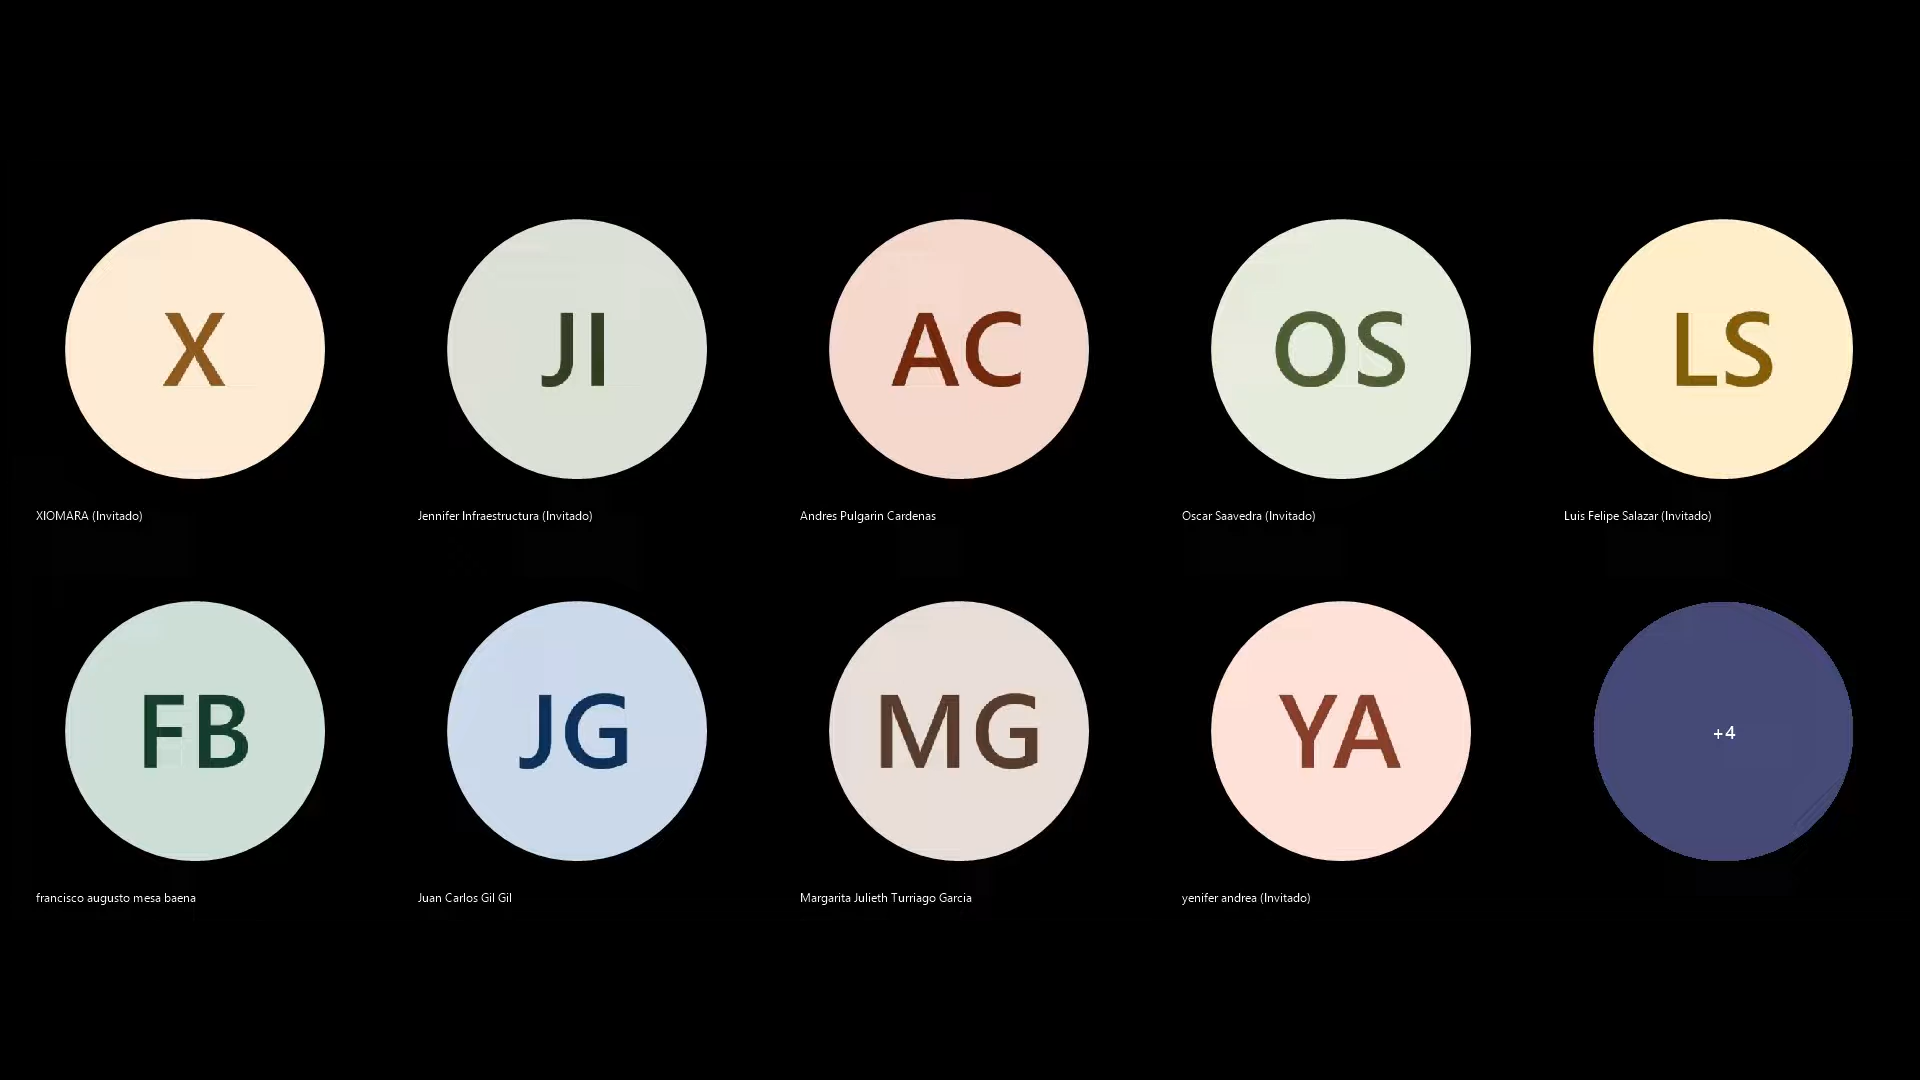 X
JI
AC
OS
LS
XIOMARA (Invitado)
Jennifer Infraestructura (Invitado)
Andres Pulgarin Cardenas
Oscar Saavedra (Invitado)
Luis Felipe Salazar (Invitado)
FB
JG
MG
YA
+4
francisco augusto mesa baena
Juan Carlos Gil Gil
Margarita Julieth Turriago Garcia
yenifer andrea (Invitado)